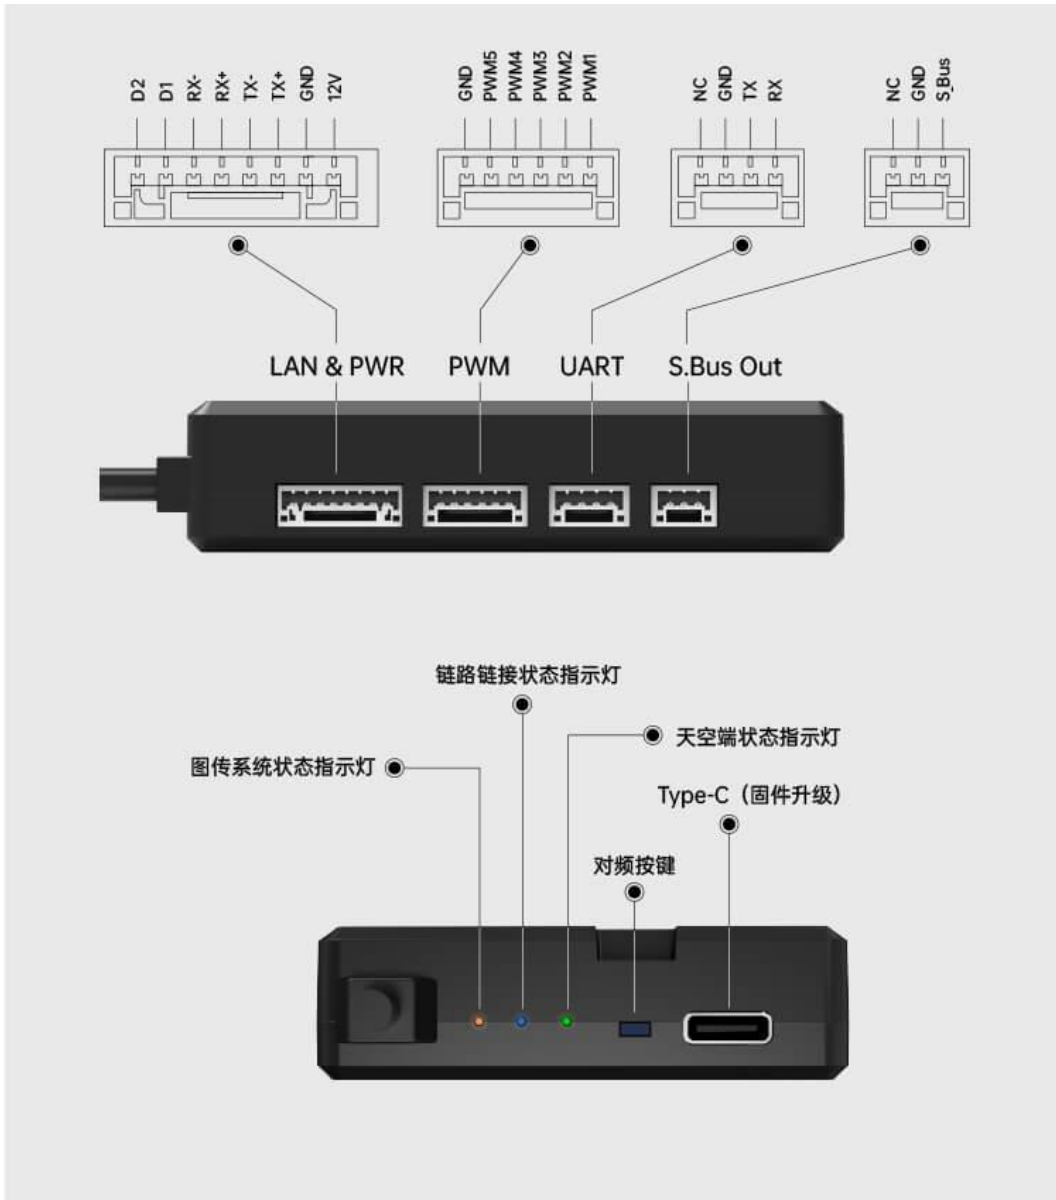 D2 D1 RX- RX+ TX- TX+ GND 12V
GND PWM5 PWM4 PWM3 PWM2 PWM1
NC GND TX RX
NC GND S_Bus
LAN & PWR
PWM
UART
S.Bus Out
链路链接状态指示灯
天空端状态指示灯
图传系统状态指示灯
Type-C（固件升级）
对频按键